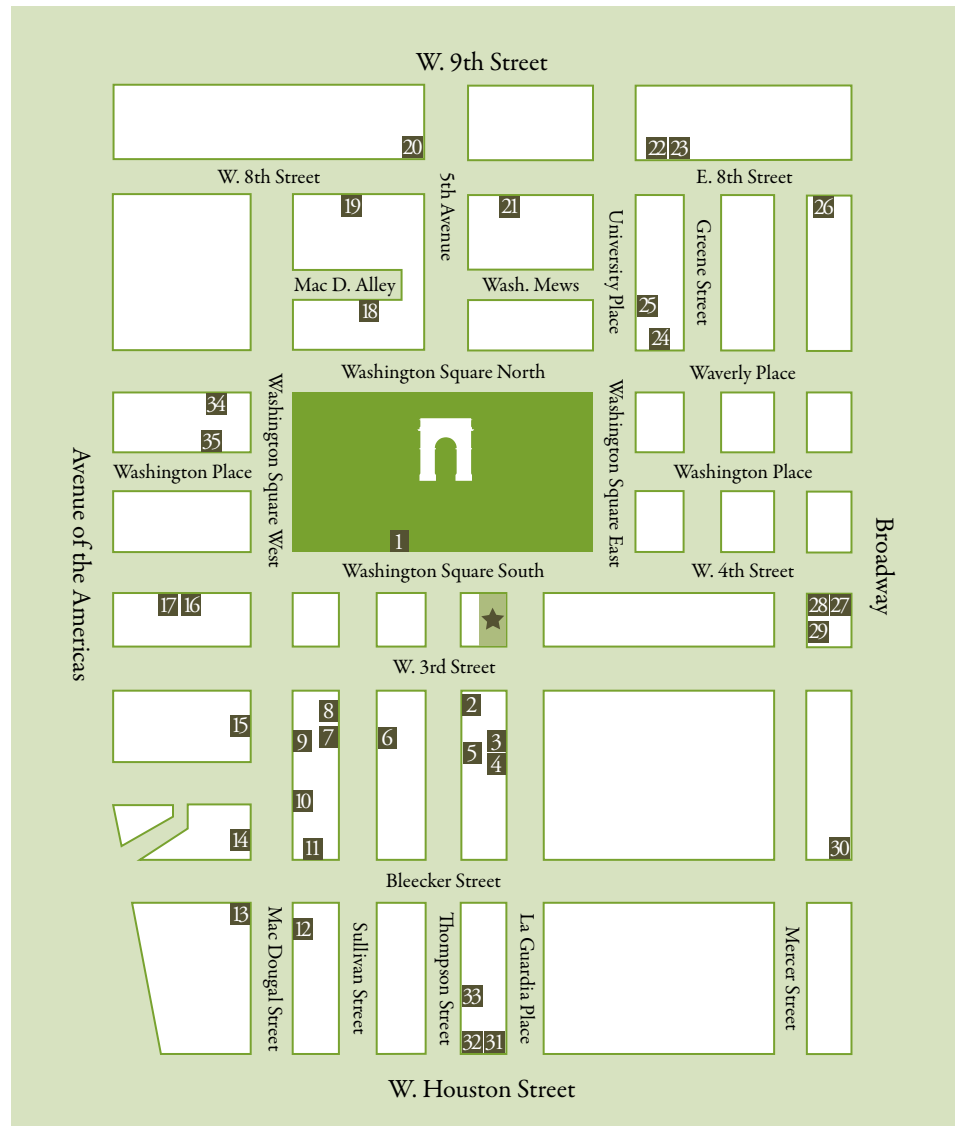 W. 9th Street
20
22
23
W. 8th Street
E. 8th Street
5th Avenue
19
21
26
University Place
Greene Street
Mac D. Alley
Wash. Mews
18
25
24
Washington Square North
Waverly Place
Washington Square West
Washington Square East
34
35
Washington Place
Washington Place
Avenue of the Americas
Broadway
1
Washington Square South
W. 4th Street
17
16
28
27
29
W. 3rd Street
2
8
15
9
7
6
5
3
4
10
14
11
30
Bleecker Street
13
12
Mac Dougal Street
Sullivan Street
Thompson Street
La Guardia Place
Mercer Street
33
32
31
W. Houston Street